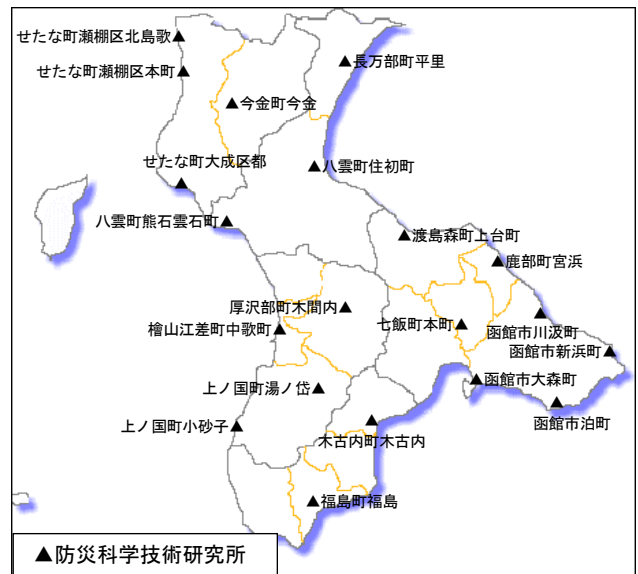 せたな町瀬棚区北島歌
長万部町平里
せたな町瀬棚区本町
今金町今金
せたな町大成区都
八雲町住初町
八雲町熊石雲石町
渡島森町上台町
鹿部町宮浜
厚沢部町木間内
七飯町本町
函館市川汲町
檜山江差町中歌町
函館市新浜町
上ノ国町湯ノ岱
函館市大森町
上ノ国町小砂子
函館市泊町
木古内町木古内
福島町福島
▲防災科学技術研究所